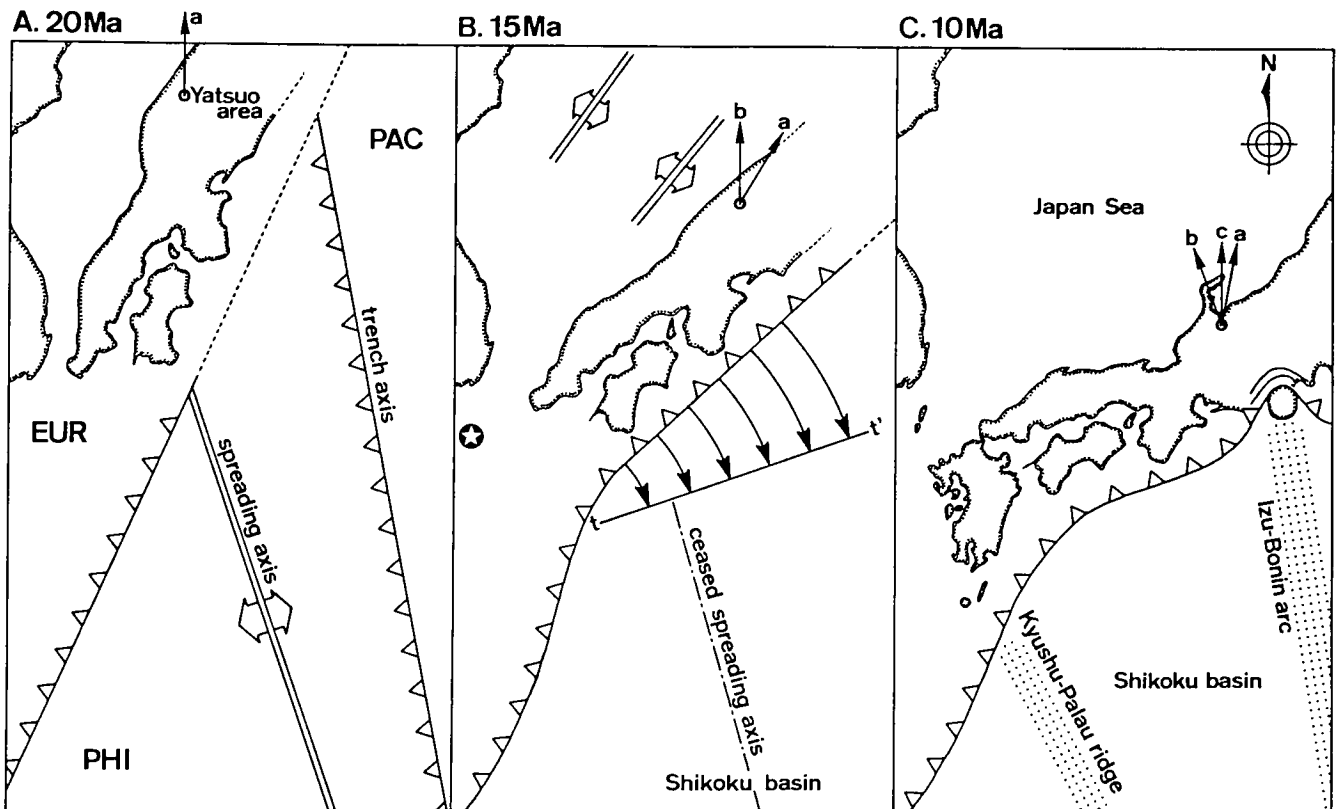 A. 20Ma
a
Yatsuo
area
PAC
trench axis
EUR
spreading axis
PHI
B. 15Ma
b
a
t'
t
ceased spreading axis
Shikoku basin
C. 10Ma
N
Japan Sea
b
c
a
Izu-Bonin arc
Kyushu-Palau ridge
Shikoku basin